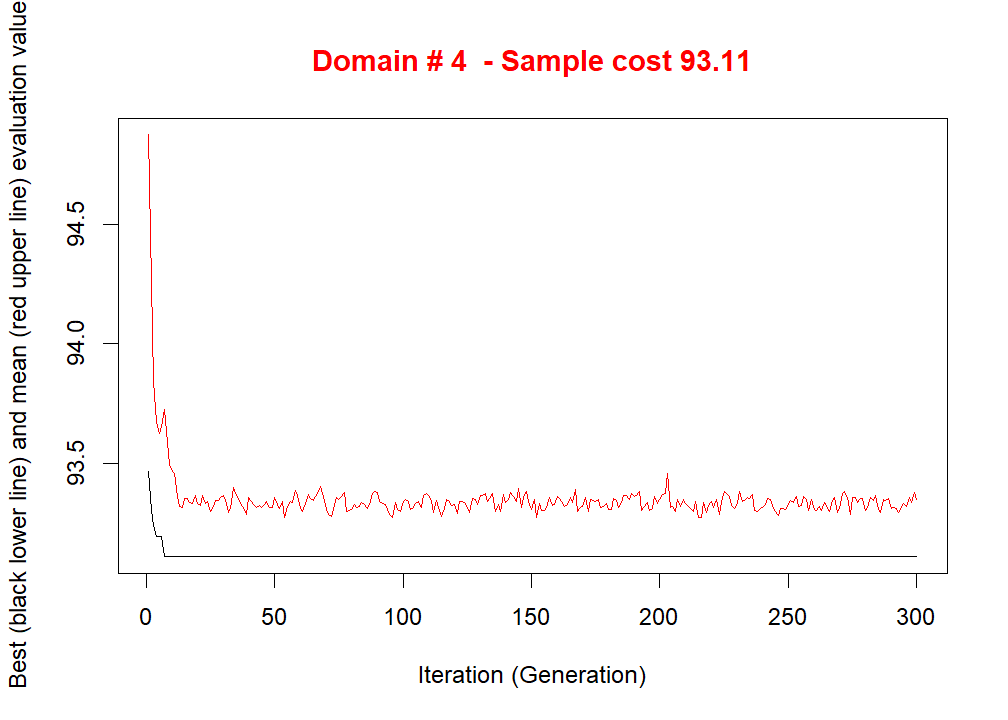 Domain # 4  - Sample cost 93.11
Best (black lower line) and mean (red upper line) evaluation value
94.5
94.0
93.5
0 50 100 150 200 250 300
Iteration (Generation)